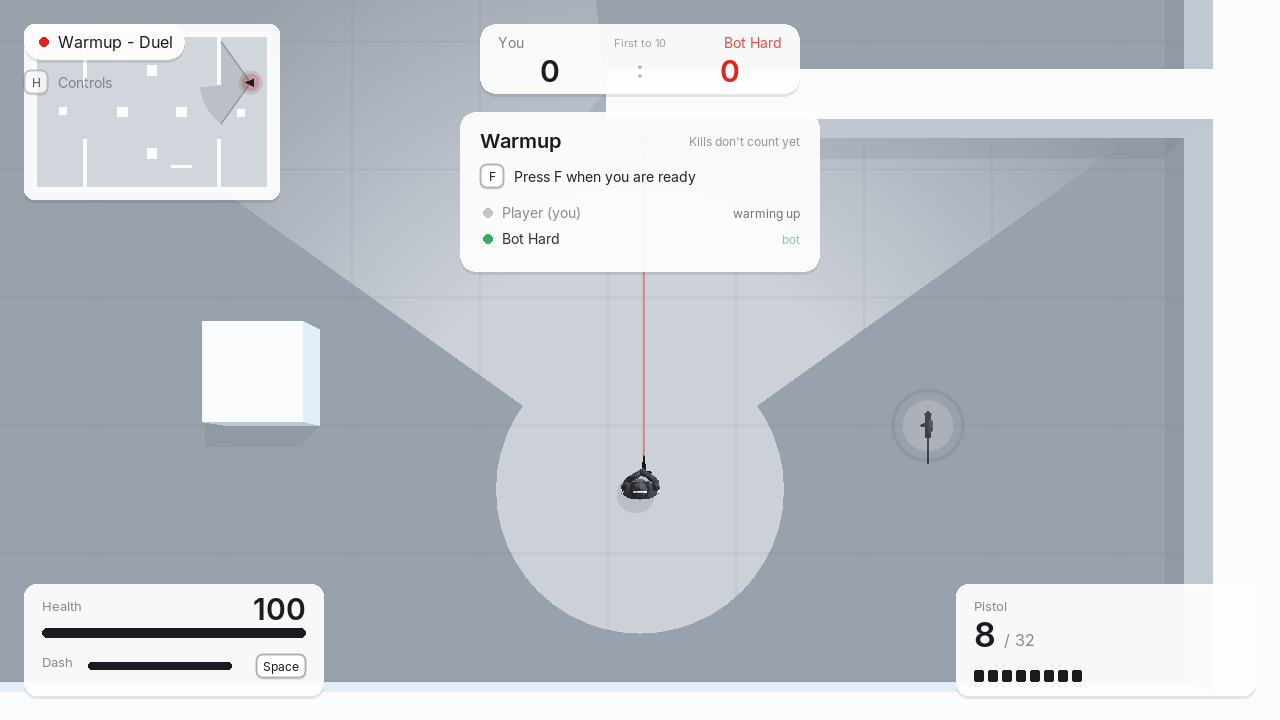 Warmup - Duel
H Controls
You First to 10 Bot Hard
0 : 0
Warmup Kills don't count yet
F Press F when you are ready
Player (you) warming up
Bot Hard bot
Health 100
Dash Space
Pistol
8 / 32